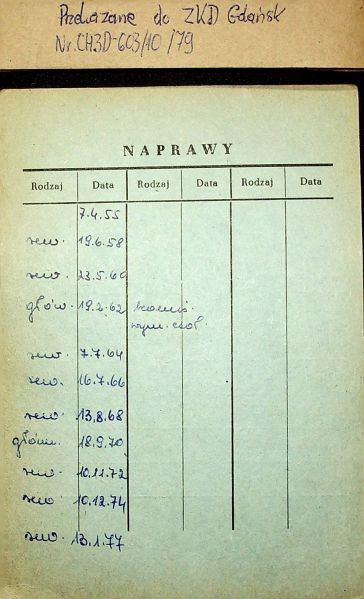 Przekazane do ZKD Gdańsk
Nr. CH3D-603/10/79
NAPRAWY
Rodzaj Data Rodzaj Data Rodzaj Data
7.4.55
rew. 19.6.58
rew. 23.5.60
głów. 19.2.62
wym. czoł.
rew. 7.7.64
rew. 16.7.66
rew 13.8.68
główn. 18.9.70
rew. 10.11.72
rew 10.12.74
rew. 13.1.77